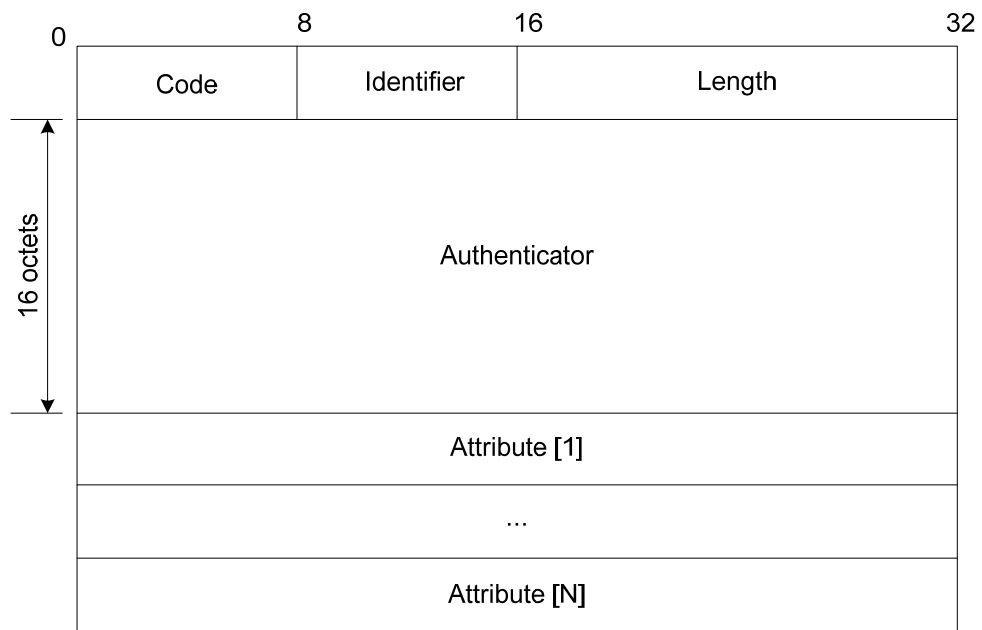 0 8 16 32
Code Identifier Length
16 octets
Authenticator
Attribute [1]
...
Attribute [N]